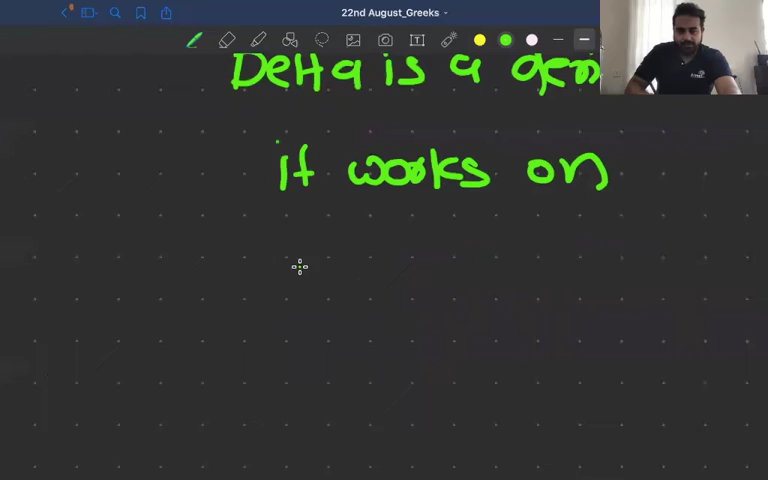 22nd August_Greeks
Delta is a
it works on